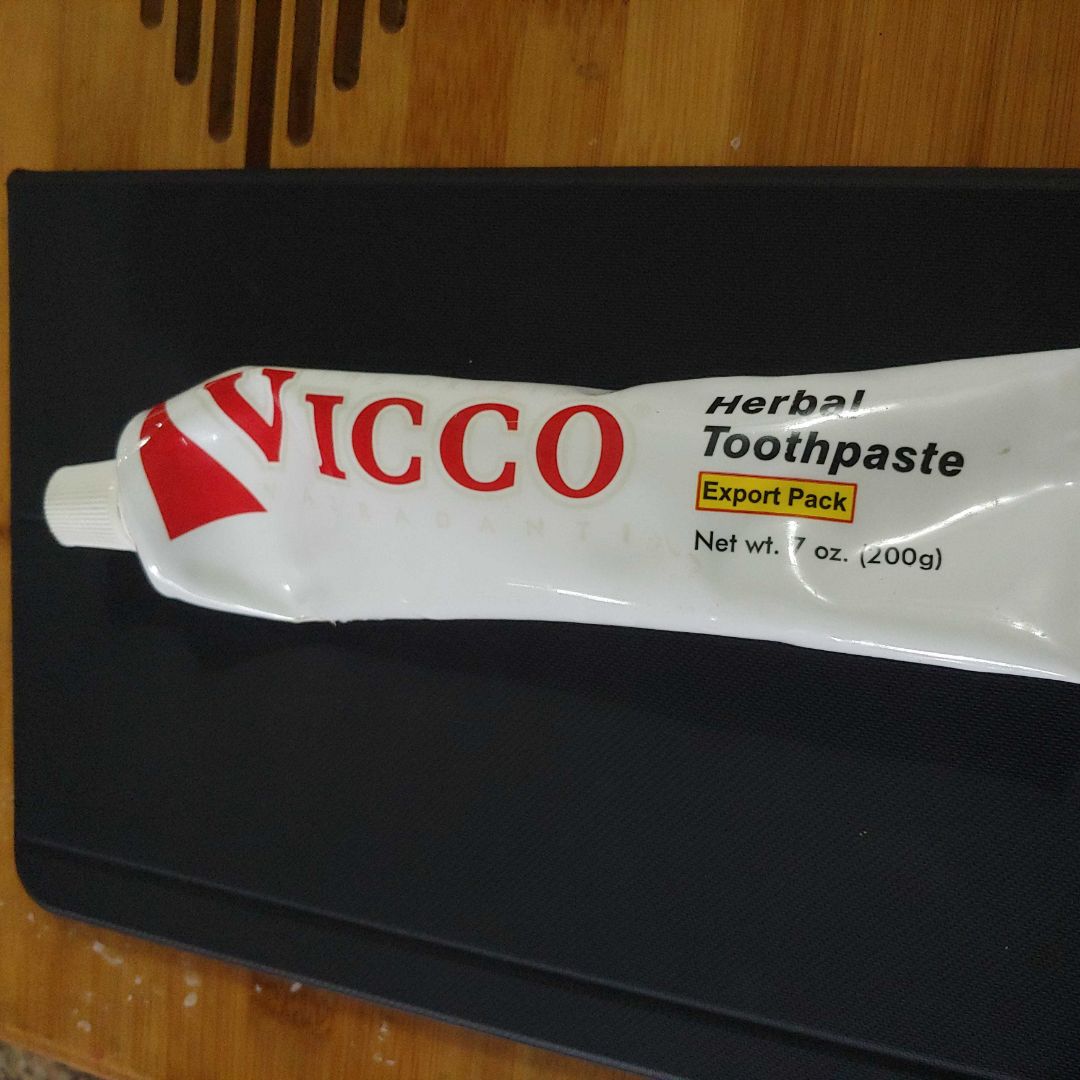 VICCO
Herbal
Toothpaste
Export Pack
Net wt. 7 oz. (200g)